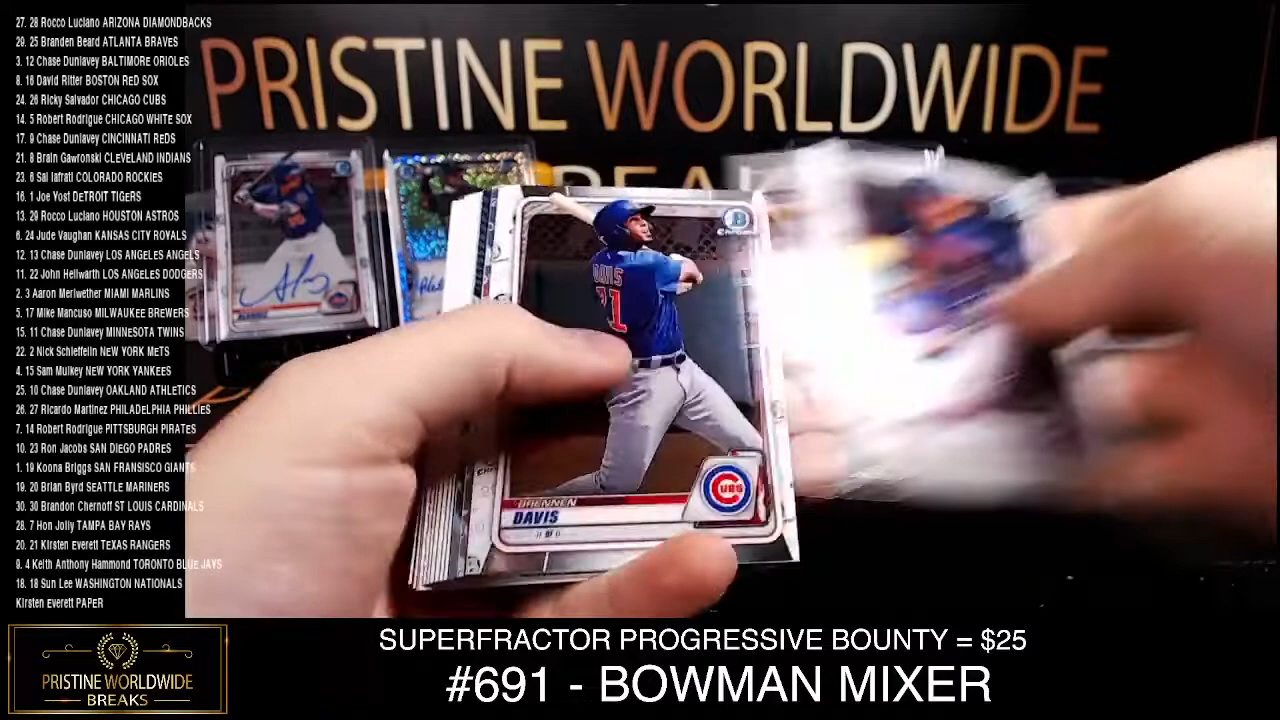 27. 28 Rocco Luciano ARIZONA DIAMONDBACKS
29. 25 Branden Beard ATLANTA BRAVeS
3. 12 Chase Dunlavey BALTIMORE ORIOLES
8. 16 David Ritter BOSTON ReD SOX
24. 26 Ricky Salvador CHICAGO CUBS
14. 5 Robert Rodrigue CHICAGO WHITE SOX
17. 9 Chase Dunlavey CINCINNATI ReDS
21. 8 Brain Gawronski CLeVeLAND INDIANS
23. 6 Sal Iafrati COLORADO ROCKIES
16. 1 Joe Yost DeTROIT TIGeRs
13. 29 Rocco Luciano HOUSTON ASTROS
6. 24 Jude Vaughan KANSAS CITY ROYALS
12. 13 Chase Dunlavey LOS ANGELES ANGELS
11. 22 John Hellwarth LOS ANGELES DODGERS
2. 3 Aaron Meriwether MIAMI MARLINS
5. 17 Mike Mancuso MILWAUKEE BREWERS
15. 11 Chase Dunlavey MINNESOTA TWINS
22. 2 Nick Schieffelin NEW YORK MeTS
4. 15 Sam Mulkey NEW YORK YANKEES
25. 10 Chase Dunlavey OAKLAND ATHLETICS
26. 27 Ricardo Martinez PHILADeLPHIA PHILLIES
7. 14 Robert Rodrigue PITTSBURGH PIRATES
10. 23 Ron Jacobs SAN DIEGO PADReS
1. 19 Koona Briggs SAN FRANSISCO GIANTS
19. 20 Brian Byrd SEATTLE MARINERS
30. 30 Brandon Chernoff ST LOUIS CARDINALS
28. 7 Hon Jolly TAMPA BAY RAYS
20. 21 Kirsten Everett TEXAS RANGERS
9. 4 Keith Anthony Hammond TORONTO BLUE JAYS
18. 18 Sun Lee WASHINGTON NATIONALS
Kirsten Everett PAPER
PRISTINE WORLDWIDE
BREA
DAVIS
BRENNEN
DAVIS
CUBS
PRISTINE WORLDWIDE
BREAKS
SUPERFRACTOR PROGRESSIVE BOUNTY = $25
#691 - BOWMAN MIXER